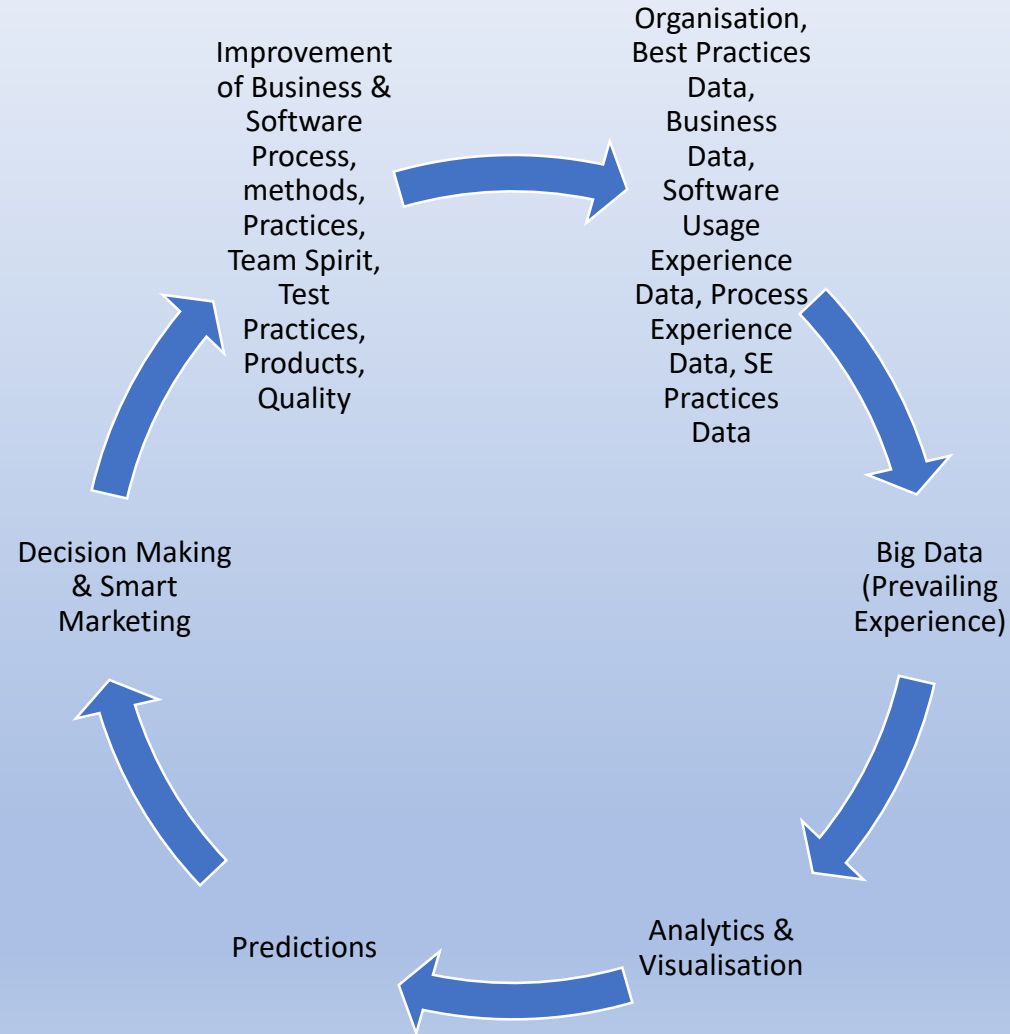 Improvement
of Business &
Software
Process,
methods,
Practices,
Team Spirit,
Test
Practices,
Products,
Quality
Organisation,
Best Practices
Data,
Business
Data,
Software
Usage
Experience
Data, Process
Experience
Data, SE
Practices
Data
Big Data
(Prevailing
Experience)
Analytics &
Visualisation
Predictions
Decision Making
& Smart
Marketing